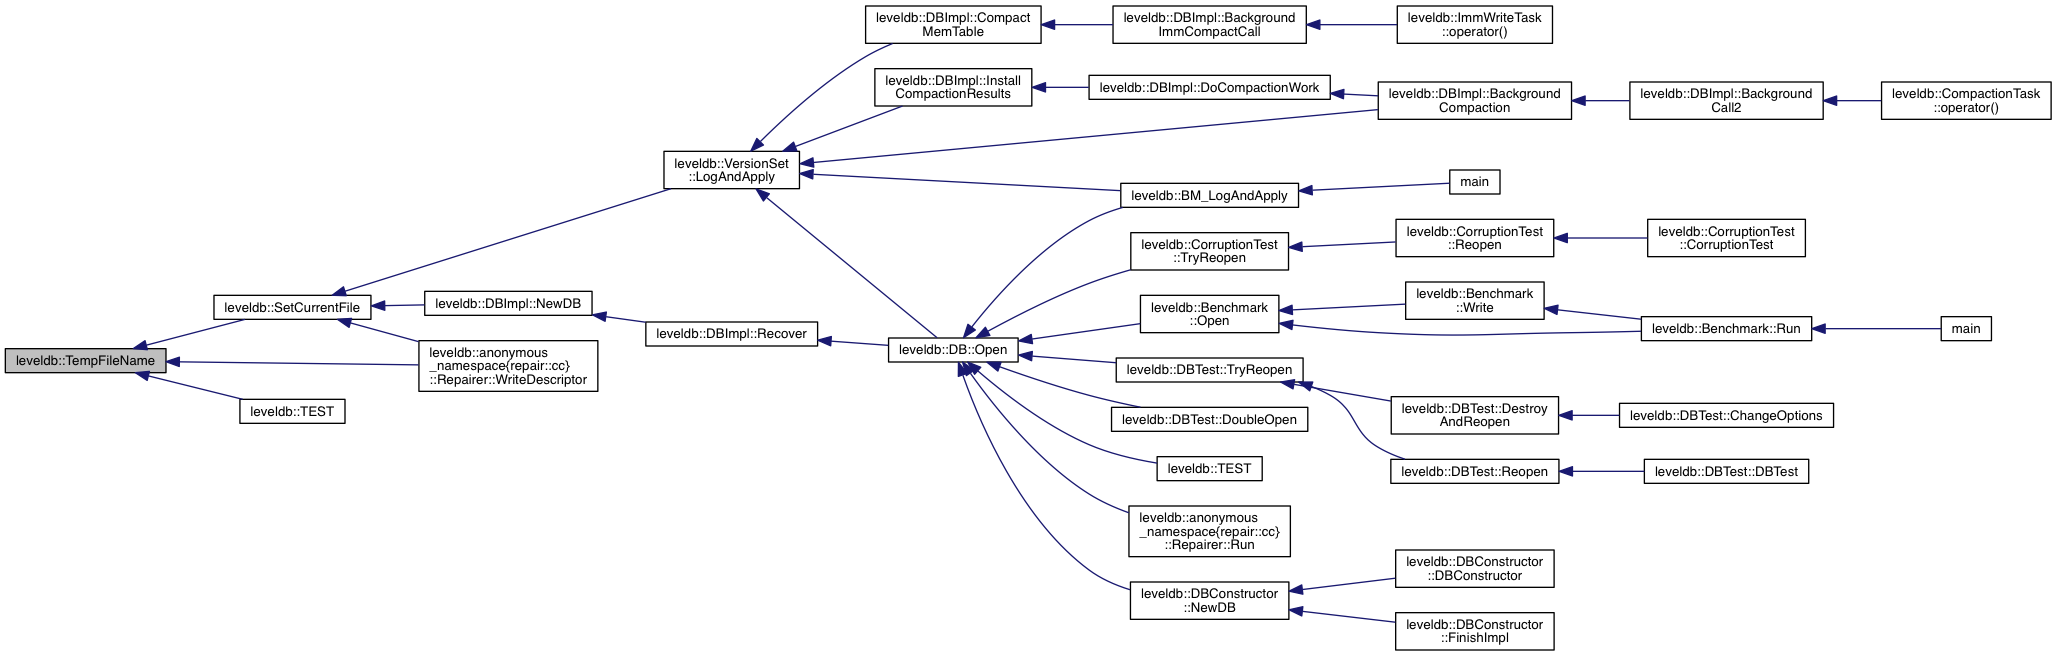 leveldb::DBImpl::Compact
MemTable
leveldb::DBImpl::Background
ImmCompactCall
leveldb::ImmWriteTask
::operator()
leveldb::DBImpl::Install
CompactionResults
leveldb::DBImpl::DoCompactionWork
leveldb::DBImpl::Background
Compaction
leveldb::DBImpl::Background
Call2
leveldb::CompactionTask
::operator()
leveldb::VersionSet
::LogAndApply
leveldb::BM_LogAndApply
main
leveldb::CorruptionTest
::TryReopen
leveldb::CorruptionTest
::Reopen
leveldb::CorruptionTest
::CorruptionTest
leveldb::SetCurrentFile
leveldb::DBImpl::NewDB
leveldb::DBImpl::Recover
leveldb::Benchmark
::Open
leveldb::Benchmark
::Write
leveldb::Benchmark::Run
main
leveldb::TempFileName
leveldb::anonymous
_namespace{repair::cc}
::Repairer::WriteDescriptor
leveldb::DB::Open
leveldb::DBTest::TryReopen
leveldb::TEST
leveldb::DBTest::DoubleOpen
leveldb::DBTest::Destroy
AndReopen
leveldb::DBTest::ChangeOptions
leveldb::TEST
leveldb::DBTest::Reopen
leveldb::DBTest::DBTest
leveldb::anonymous
_namespace{repair::cc}
::Repairer::Run
leveldb::DBConstructor
::NewDB
leveldb::DBConstructor
::DBConstructor
leveldb::DBConstructor
::FinishImpl